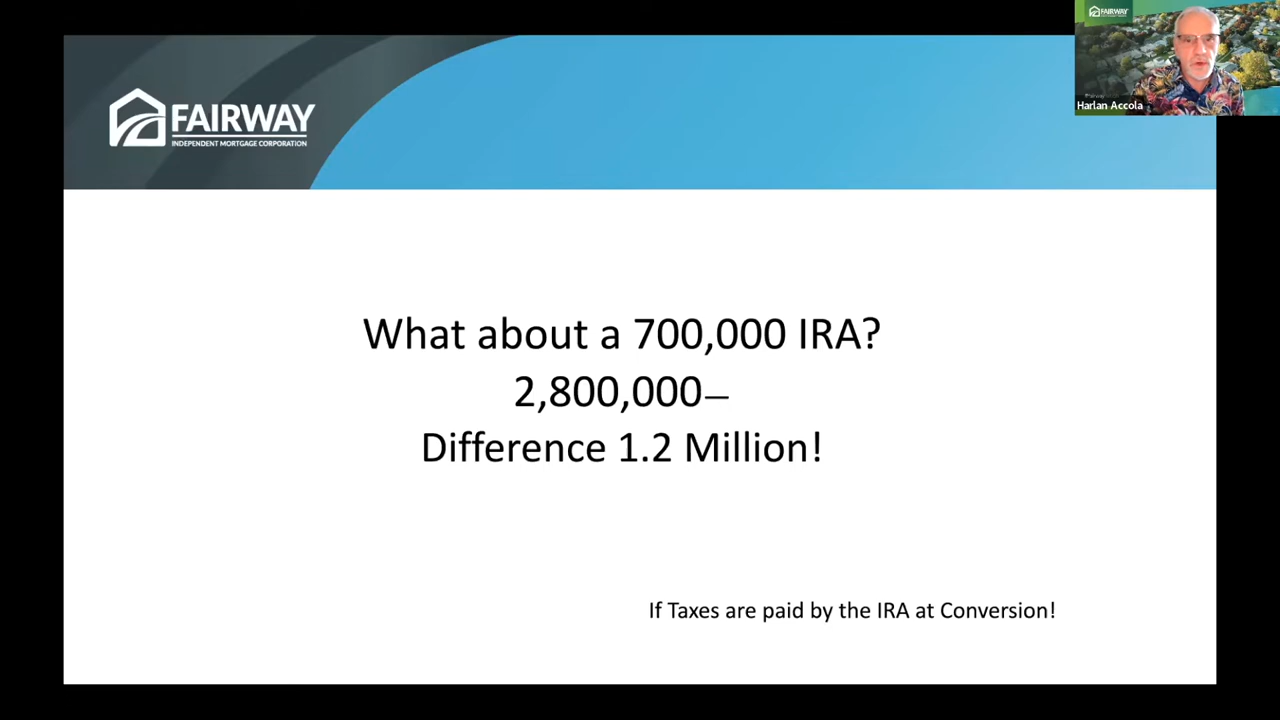 FAIRWAY
INDEPENDENT MORTGAGE CORPORATION
FAIRWAY
Harlan Accola
What about a 700,000 IRA?
2,800,000–
Difference 1.2 Million!
If Taxes are paid by the IRA at Conversion!